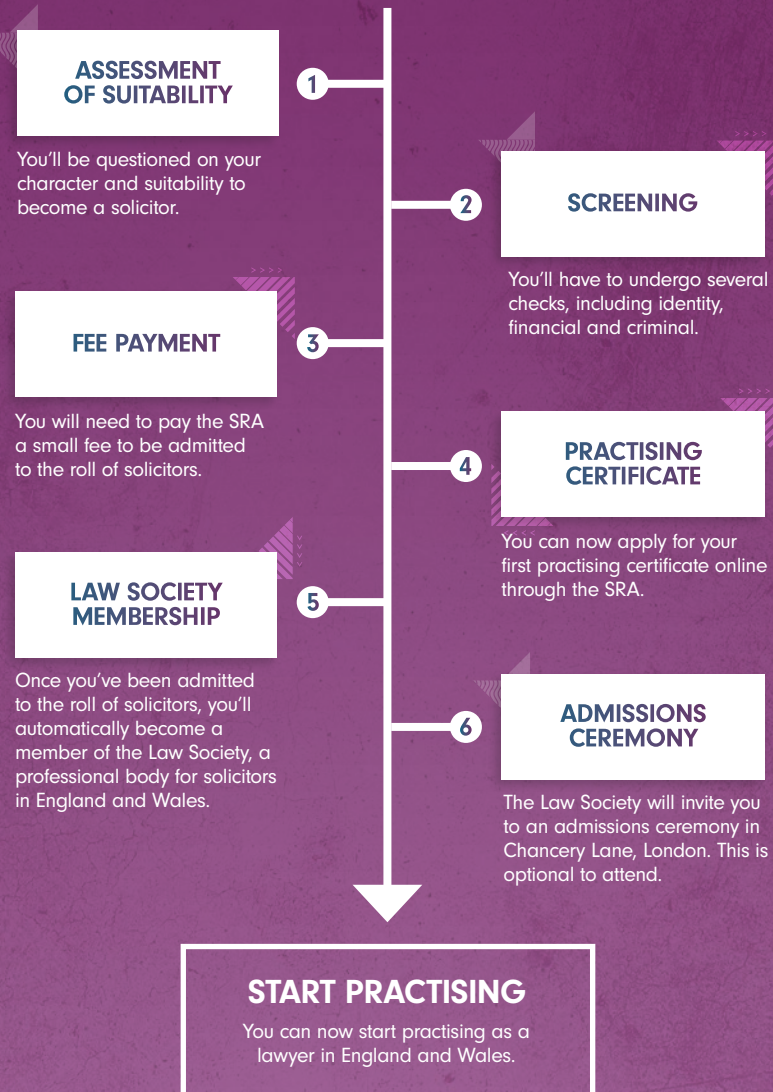 ASSESSMENT
OF SUITABILITY
1
You'll be questioned on your
character and suitability to
become a solicitor.
2
SCREENING
You'll have to undergo several
checks, including identity,
financial and criminal.
FEE PAYMENT
3
You will need to pay the SRA
a small fee to be admitted
to the roll of solicitors.
4
PRACTISING
CERTIFICATE
You can now apply for your
first practising certificate online
through the SRA.
LAW SOCIETY
MEMBERSHIP
5
Once you've been admitted
to the roll of solicitors, you'll
automatically become a
member of the Law Society, a
professional body for solicitors
in England and Wales.
6
ADMISSIONS
CEREMONY
The Law Society will invite you
to an admissions ceremony in
Chancery Lane, London. This is
optional to attend.
START PRACTISING
You can now start practising as a
lawyer in England and Wales.